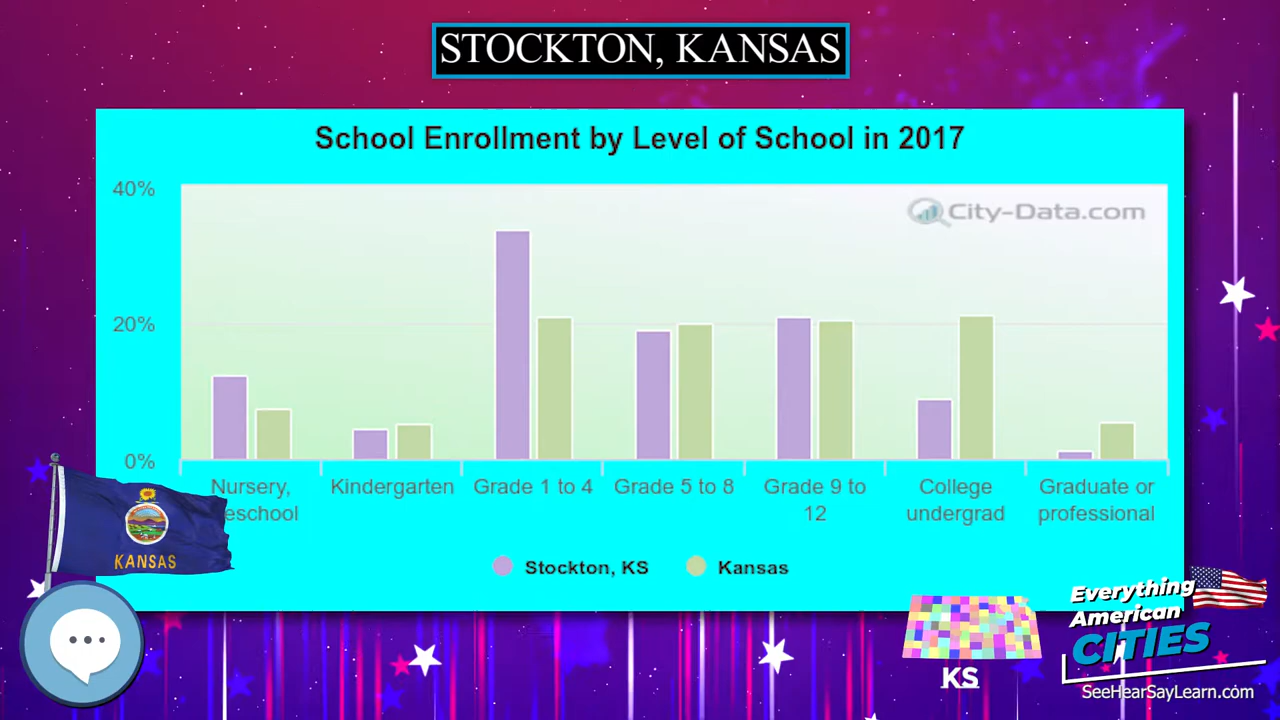 STOCKTON, KANSAS
School Enrollment by Level of School in 2017
40%
City-Data.com
20%
0%
Nursery, Kindergarten Grade 1 to 4 Grade 5 to 8 Grade 9 to College Graduate or
eschool 12 undergrad professional
KANSAS
Stockton, KS Kansas
Everything
American
CITIES
KS
SeeHearSayLearn.com